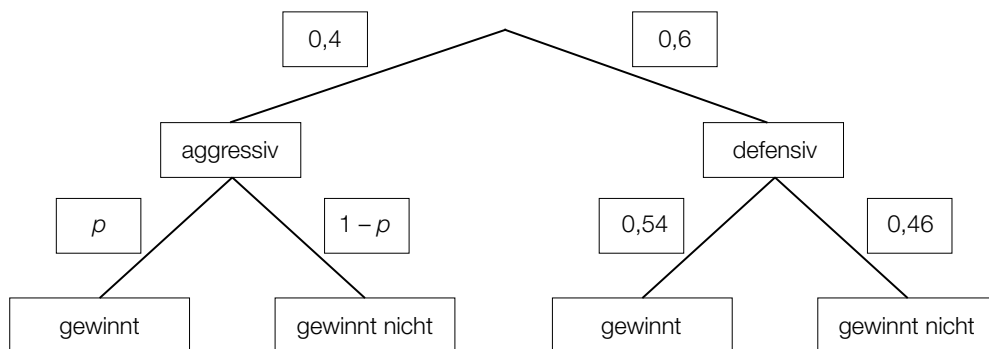 0,4
0,6
aggressiv
defensiv
p
1 – p
0,54
0,46
gewinnt
gewinnt nicht
gewinnt
gewinnt nicht